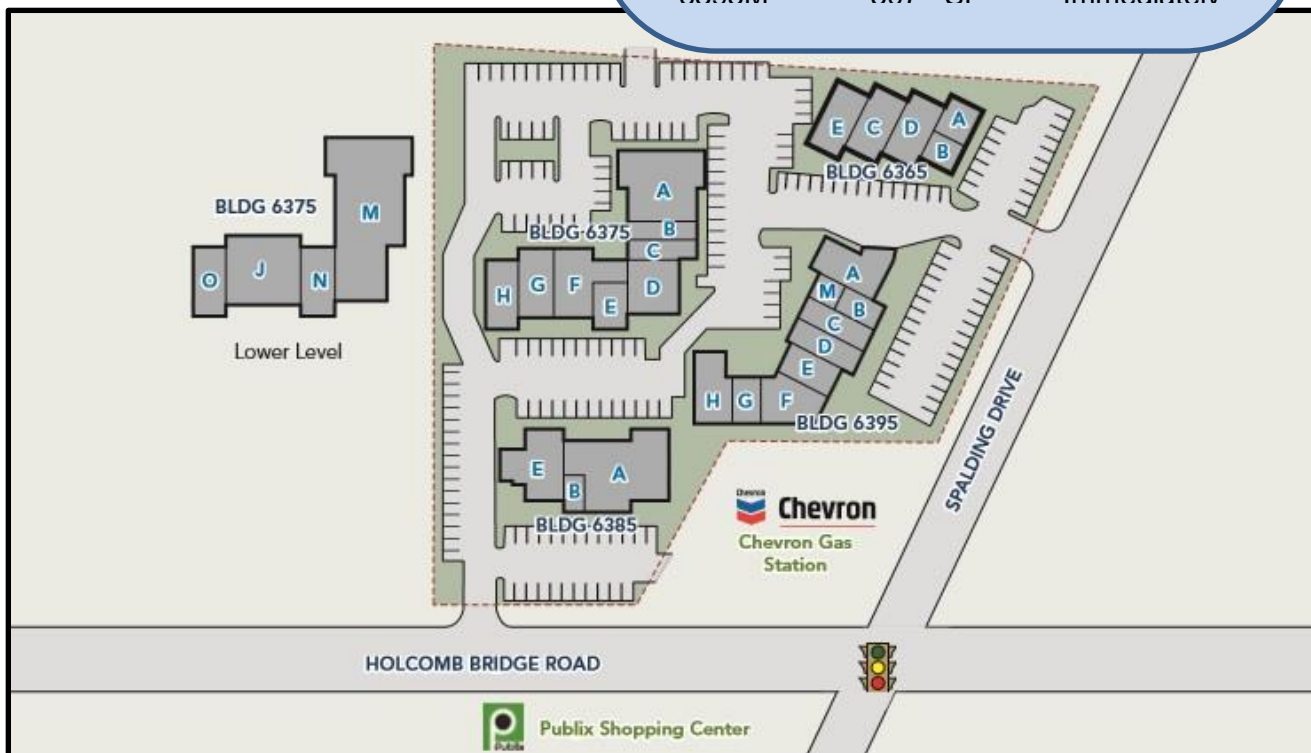 E
C
D
A
B
BLDG 6365
BLDG 6375
M
O
J
N
Lower Level
A
B
BLDG 6375
C
D
H
G
F
E
A
M
B
C
D
E
F
G
H
BLDG 6395
E
B
A
BLDG 6385
Chevron
Chevron
Chevron Gas
Station
SPALDING DRIVE
HOLCOMB BRIDGE ROAD
Publix
Publix Shopping Center